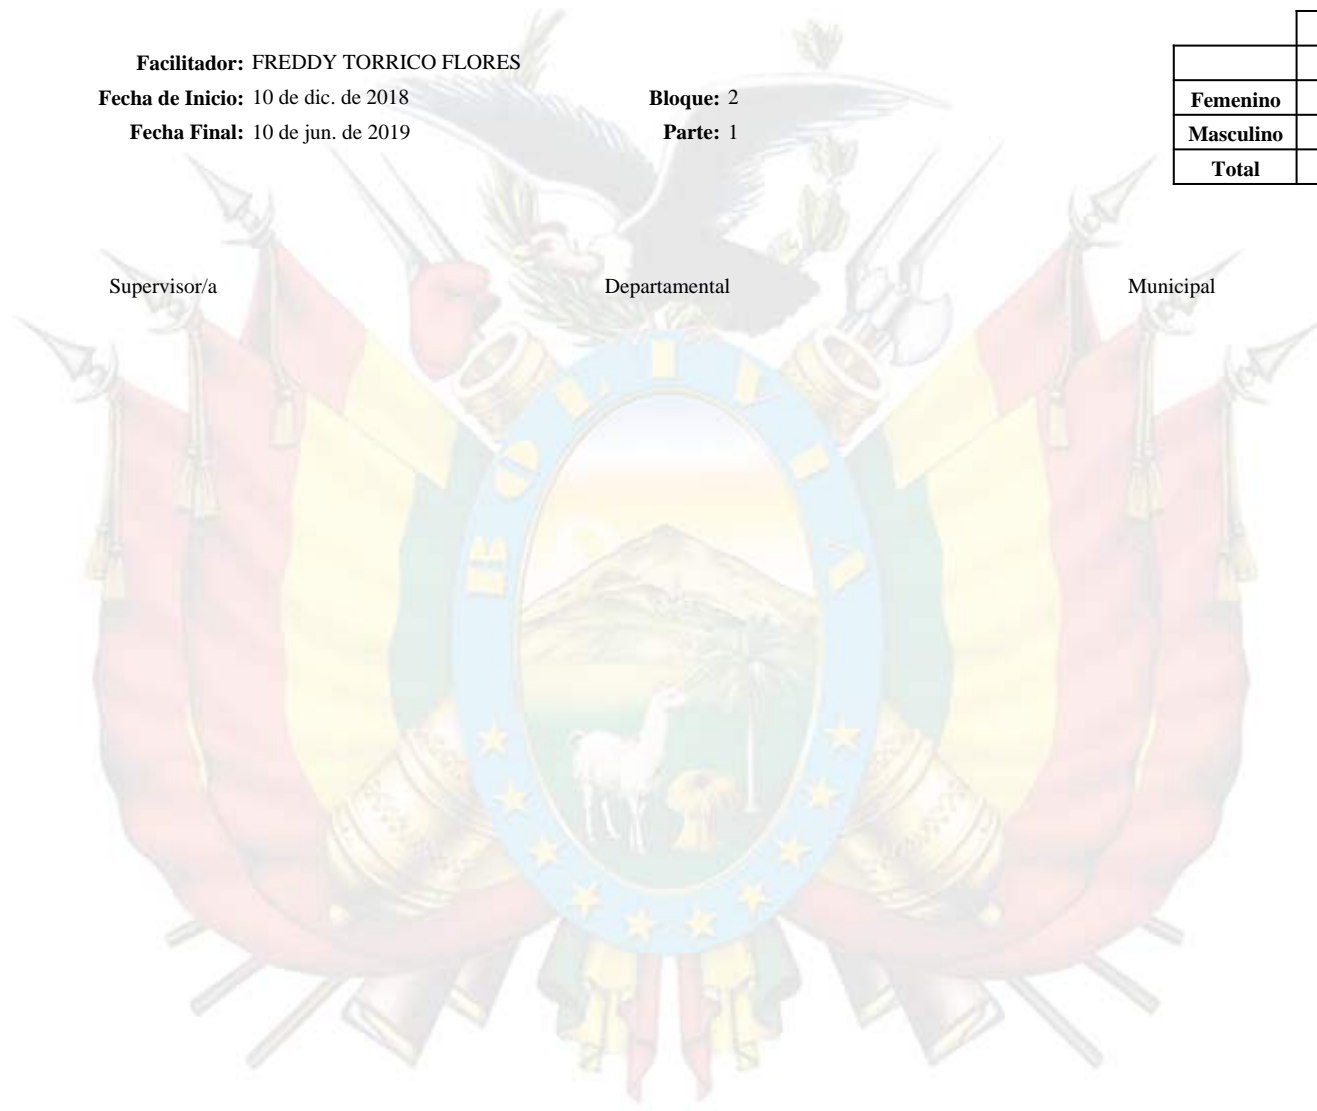 Facilitador: FREDDY TORRICO FLORES
Fecha de Inicio: 10 de dic. de 2018 Bloque: 2
Fecha Final: 10 de jun. de 2019 Parte: 1
Femenino
Masculino
Total
Supervisor/a Departamental Municipal
BOLIVIA